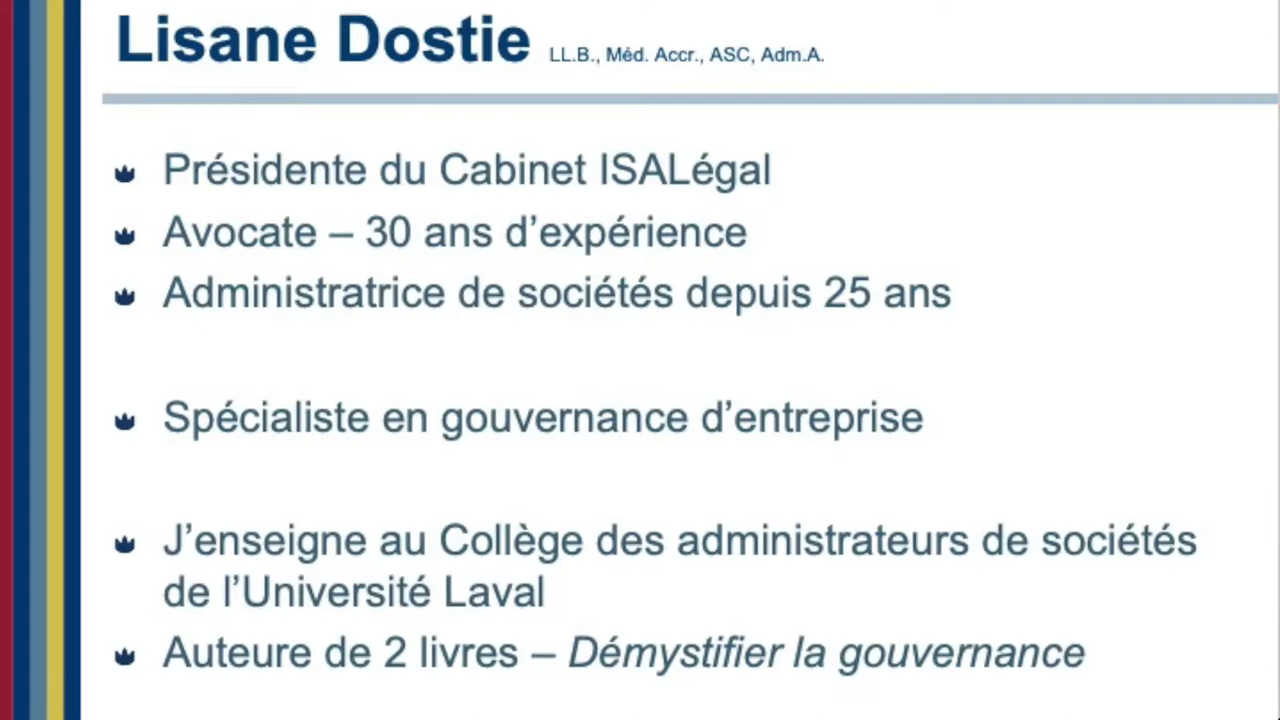 Lisane Dostie LL.B., Méd. Accr., ASC, Adm.A.
Présidente du Cabinet ISALégal
Avocate – 30 ans d’expérience
Administratrice de sociétés depuis 25 ans
Spécialiste en gouvernance d’entreprise
J’enseigne au Collège des administrateurs de sociétés
de l’Université Laval
Auteure de 2 livres – Démystifier la gouvernance